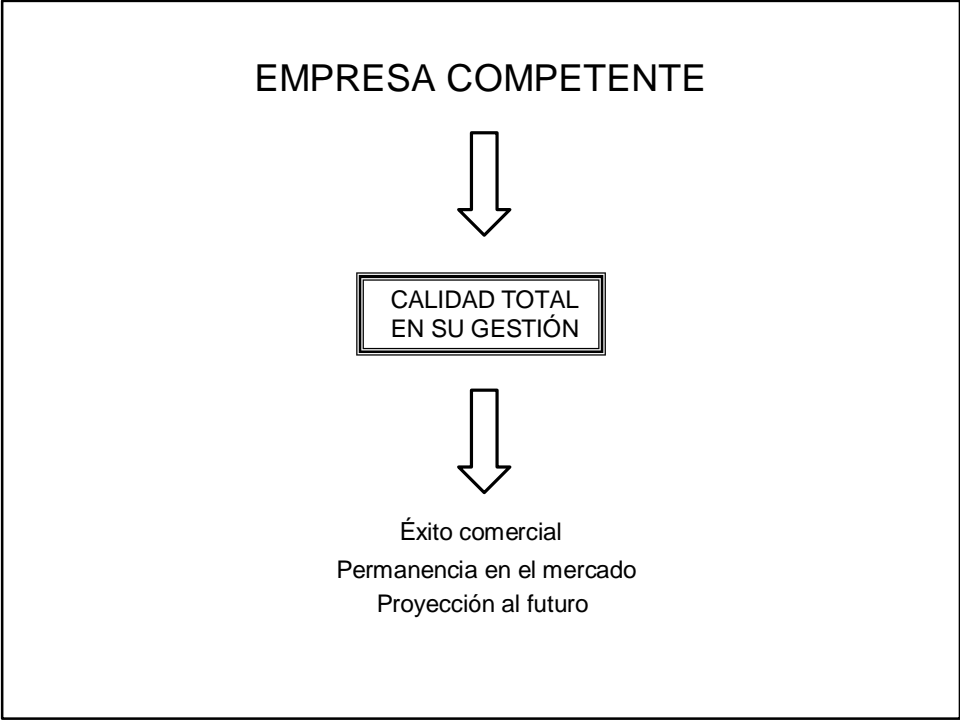 EMPRESA COMPETENTE
CALIDAD TOTAL
EN SU GESTIÓN
Éxito comercial
Permanencia en el mercado
Proyección al futuro